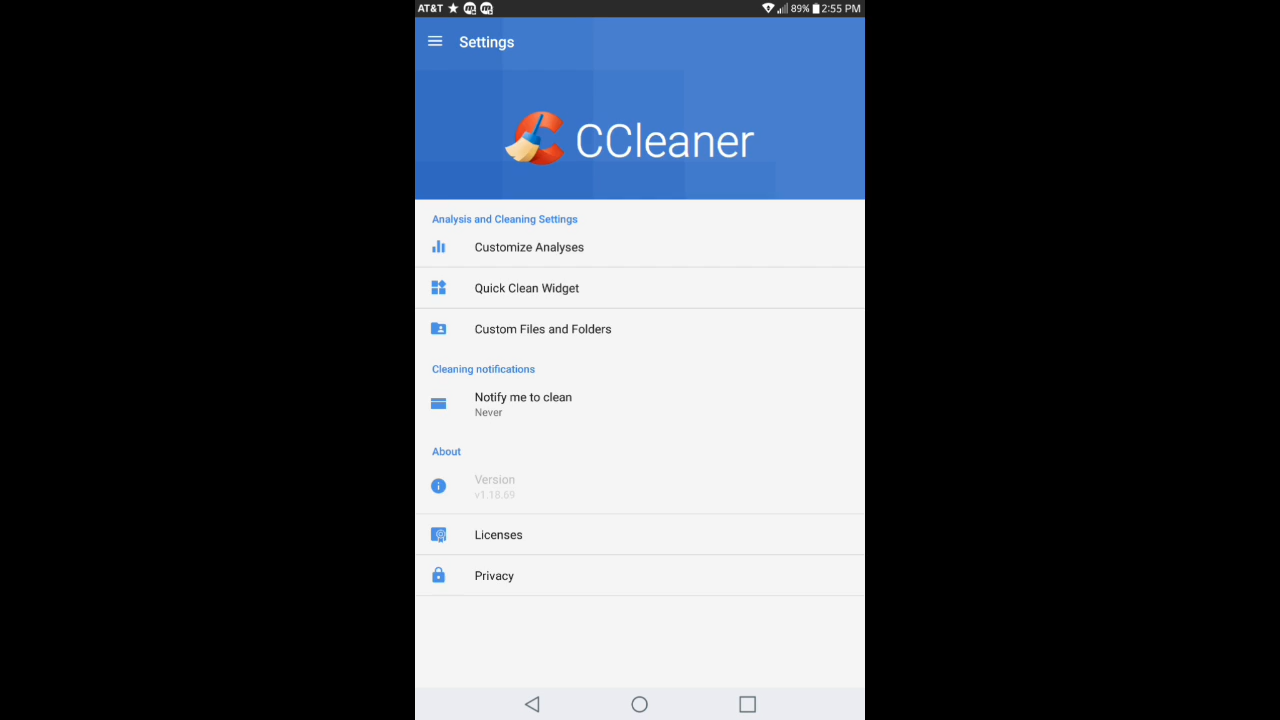 AT&T 89% 2:55 PM
Settings
CCleaner
Analysis and Cleaning Settings
Customize Analyses
Quick Clean Widget
Custom Files and Folders
Cleaning notifications
Notify me to clean
Never
About
Version
v1.18.69
Licenses
Privacy